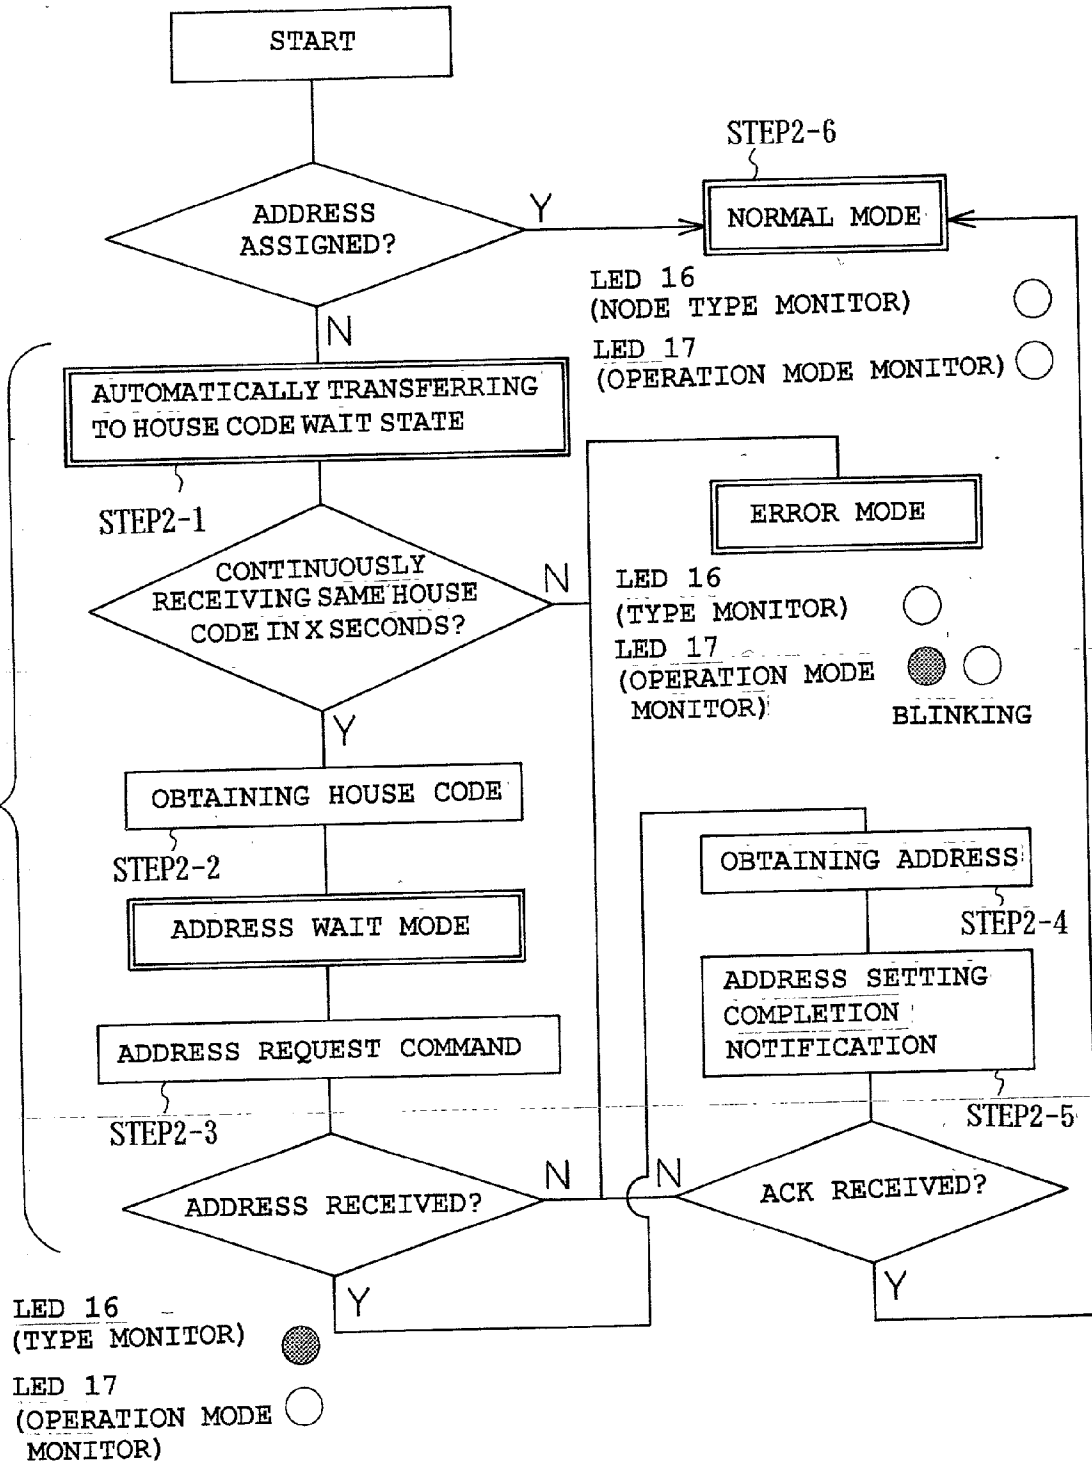 START
STEP2-6
ADDRESS
ASSIGNED?
Y
NORMAL MODE
N
LED 16
(NODE TYPE MONITOR)
LED 17
(OPERATION MODE MONITOR)
AUTOMATICALLY TRANSFERRING
TO HOUSE CODE WAIT STATE
STEP2-1
ERROR MODE
CONTINUOUSLY
RECEIVING SAME HOUSE
CODE IN X SECONDS?
N
LED 16
(TYPE MONITOR)
LED 17
(OPERATION MODE
MONITOR)
BLINKING
Y
OBTAINING HOUSE CODE
STEP2-2
ADDRESS WAIT MODE
ADDRESS REQUEST COMMAND
STEP2-3
ADDRESS RECEIVED?
N
Y
OBTAINING ADDRESS
STEP2-4
ADDRESS SETTING
COMPLETION
NOTIFICATION
STEP2-5
N
ACK RECEIVED?
Y
LED 16
(TYPE MONITOR)
LED 17
(OPERATION MODE
MONITOR)